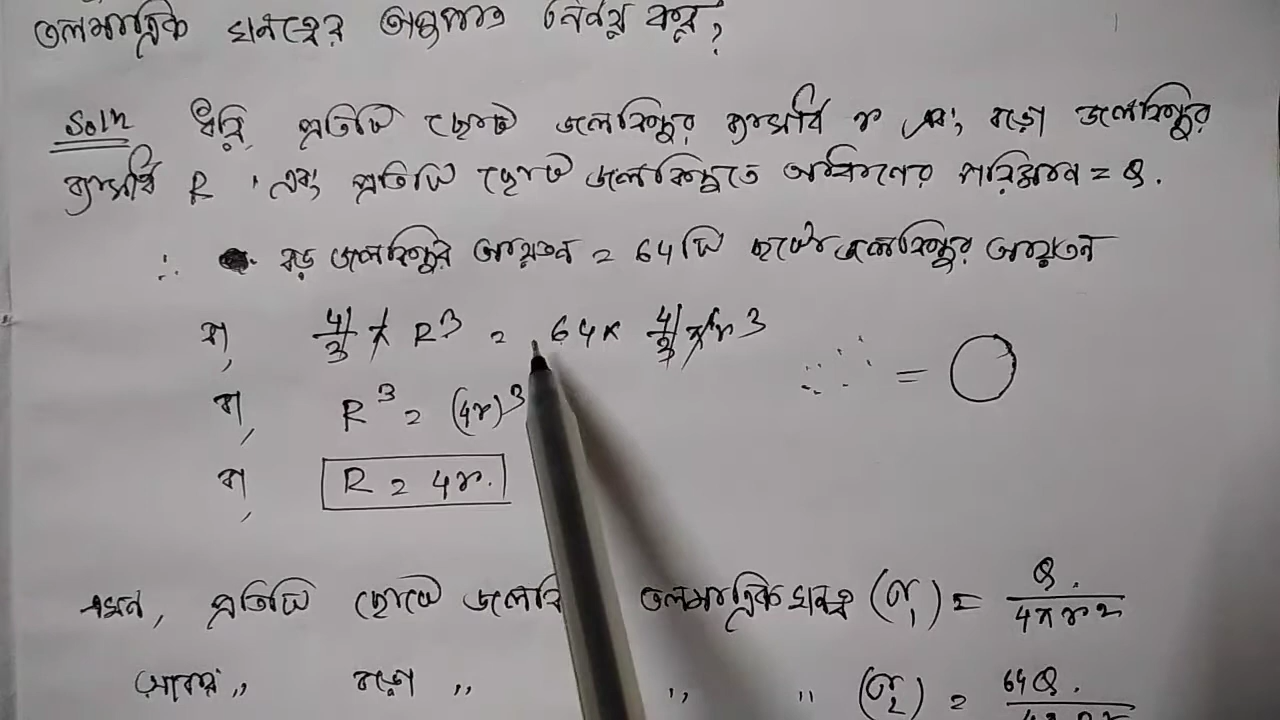 তলমাত্রিক ঘনত্বের অনুপাত নির্ণয় কর?
Soln ধরি, প্রতিটি ছোট জলবিন্দুর ব্যাসার্ধ r এবং বড়ো জলবিন্দুর
ব্যাসার্ধ R , এবং প্রতিটি ছোট জলবিন্দুতে আধানের পরিমাণ = Q.
∴ বড় জলবিন্দুর আয়তন = 64টি ছোট জলবিন্দুর আয়তন
বা, 4/3 π R³ = 64 × 4/3 π r³
বা, R³ = (4r)³ ∴ = O
বা, R = 4r.
এখন, প্রতিটি ছোট জলবি তলমাত্রিক ঘনত্ব (σ₁) = Q. / 4πr²
আবার ,, বড়ো ,, ,, ,, (σ₂) = 64Q.